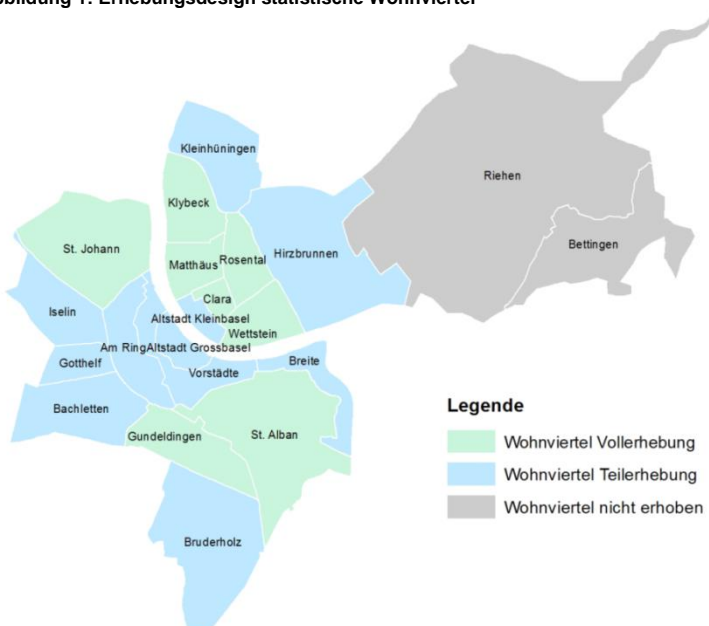 bbildung 1: Erhebungsdesign statistische Wohnviertel
Kleinhüningen
Riehen
Klybeck
St. Johann
Bettingen
Hirzbrunnen
Rosental
Matthäus
Clara
Iselin
Altstadt Kleinbasel
Wettstein
Am Ring
Altstadt Grossbasel
Gotthelf
Breite
Vorstädte
Bachletten
Gundeldingen
St. Alban
Bruderholz
Legende
Wohnviertel Vollerhebung
Wohnviertel Teilerhebung
Wohnviertel nicht erhoben